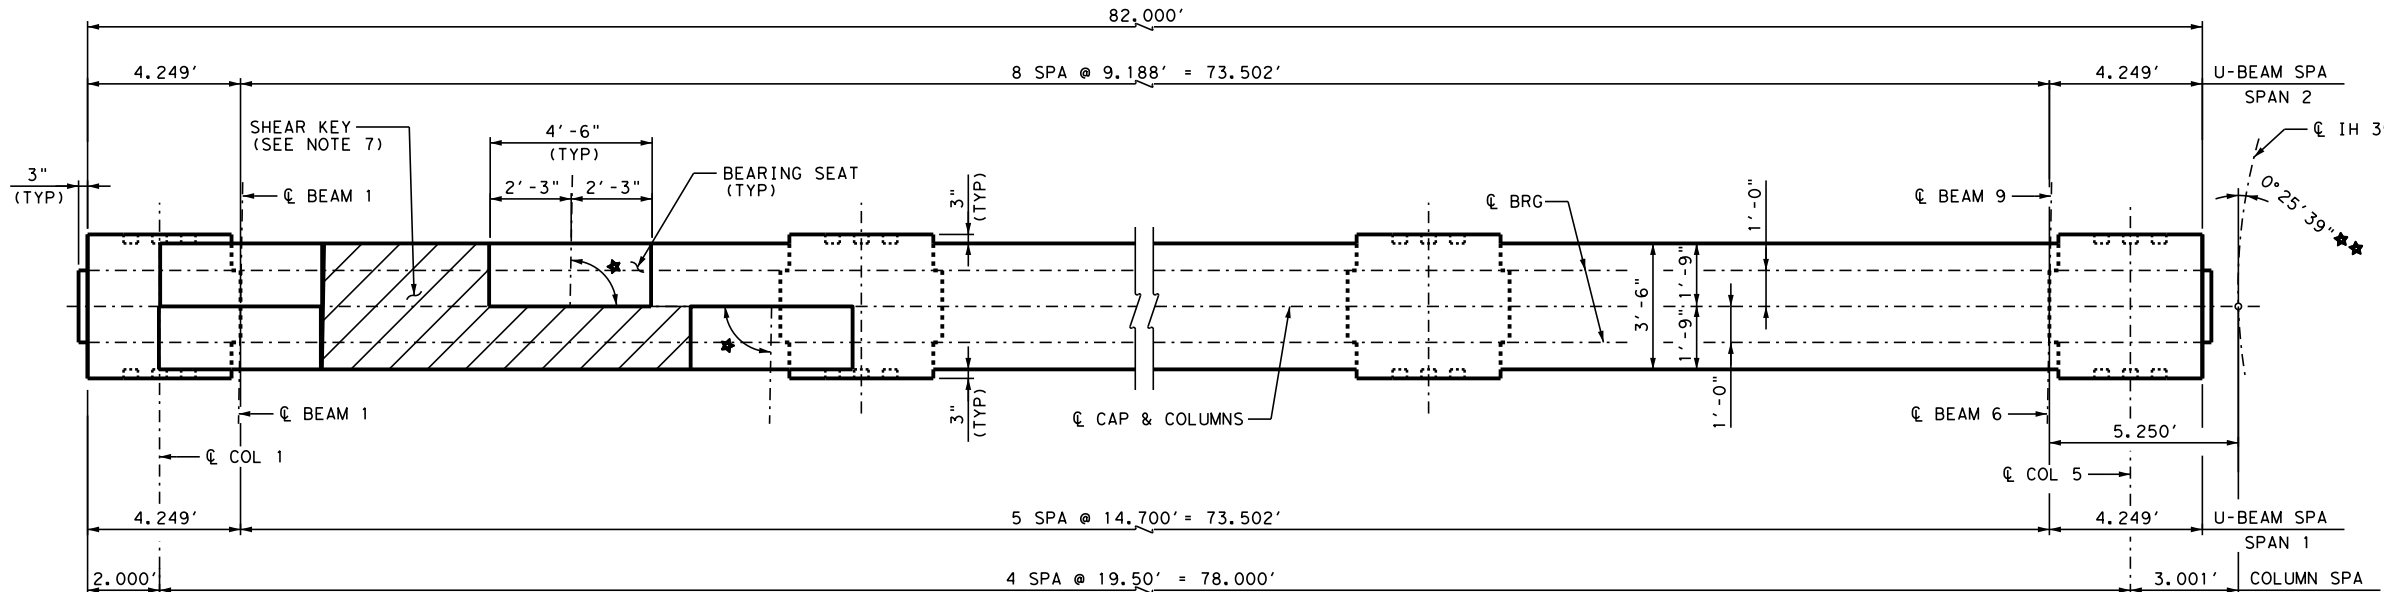 82.000'
4.249'
8 SPA @ 9.188' = 73.502'
4.249'
U-BEAM SPA
SPAN 2
SHEAR KEY
(SEE NOTE 7)
4'-6"
(TYP)
BEARING SEAT
(TYP)
℄ IH
3"
(TYP)
℄ BEAM 1
2'-3"
2'-3"
3"
(TYP)
℄ BRG
1'-0"
℄ BEAM 9
0°25'39"
3'-6"
1'-9"
1'-9"
1'-0"
3"
(TYP)
℄ BEAM 1
℄ CAP & COLUMNS
℄ BEAM 6
5.250'
℄ COL 1
℄ COL 5
4.249'
5 SPA @ 14.700' = 73.502'
4.249'
U-BEAM SPA
SPAN 1
2.000'
4 SPA @ 19.50' = 78.000'
3.001'
COLUMN SPA